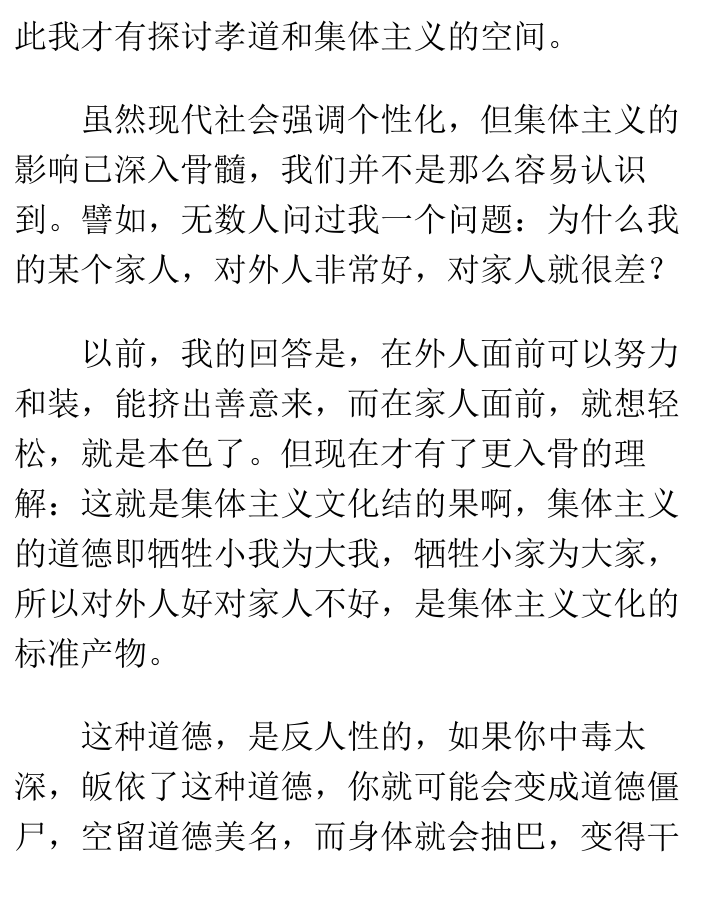 此我才有探讨孝道和集体主义的空间。
虽然现代社会强调个性化，但集体主义的
影响已深入骨髓，我们并不是那么容易认识
到。譬如，无数人问过我一个问题：为什么我
的某个家人，对外人非常好，对家人就很差？
以前，我的回答是，在外人面前可以努力
和装，能挤出善意来，而在家人面前，就想轻
松，就是本色了。但现在才有了更入骨的理
解：这就是集体主义文化结的果啊，集体主义
的道德即牺牲小我为大我，牺牲小家为大家，
所以对外人好对家人不好，是集体主义文化的
标准产物。
这种道德，是反人性的，如果你中毒太
深，皈依了这种道德，你就可能会变成道德僵
尸，空留道德美名，而身体就会抽巴，变得干